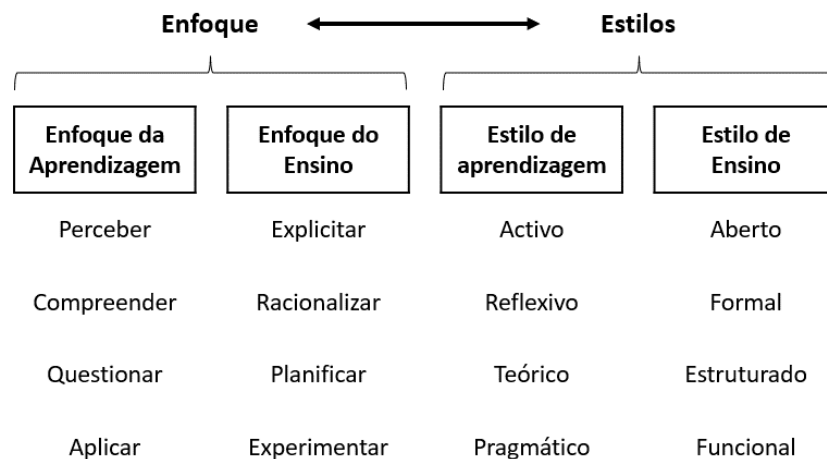 Enfoque Estilos
Enfoque da Aprendizagem
Enfoque do Ensino
Estilo de aprendizagem
Estilo de Ensino
Perceber Explicitar Activo Aberto
Compreender Racionalizar Reflexivo Formal
Questionar Planificar Teórico Estruturado
Aplicar Experimentar Pragmático Funcional